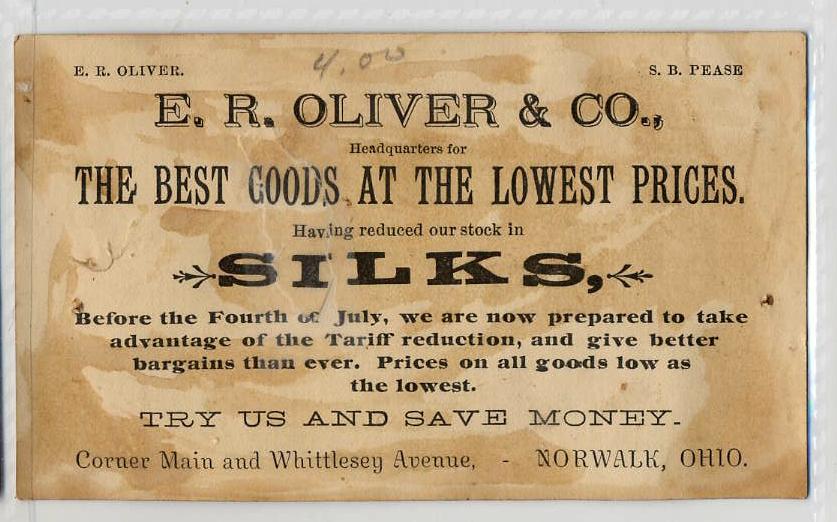 4.00
E. R. OLIVER. S. B. PEASE
E. R. OLIVER & CO.,
Headquarters for
THE BEST GOODS AT THE LOWEST PRICES.
Having reduced our stock in
SILKS,
Before the Fourth of July, we are now prepared to take
advantage of the Tariff reduction, and give better
bargains than ever. Prices on all goods low as
the lowest.
TRY US AND SAVE MONEY.
Corner Main and Whittlesey Avenue, - NORWALK, OHIO.